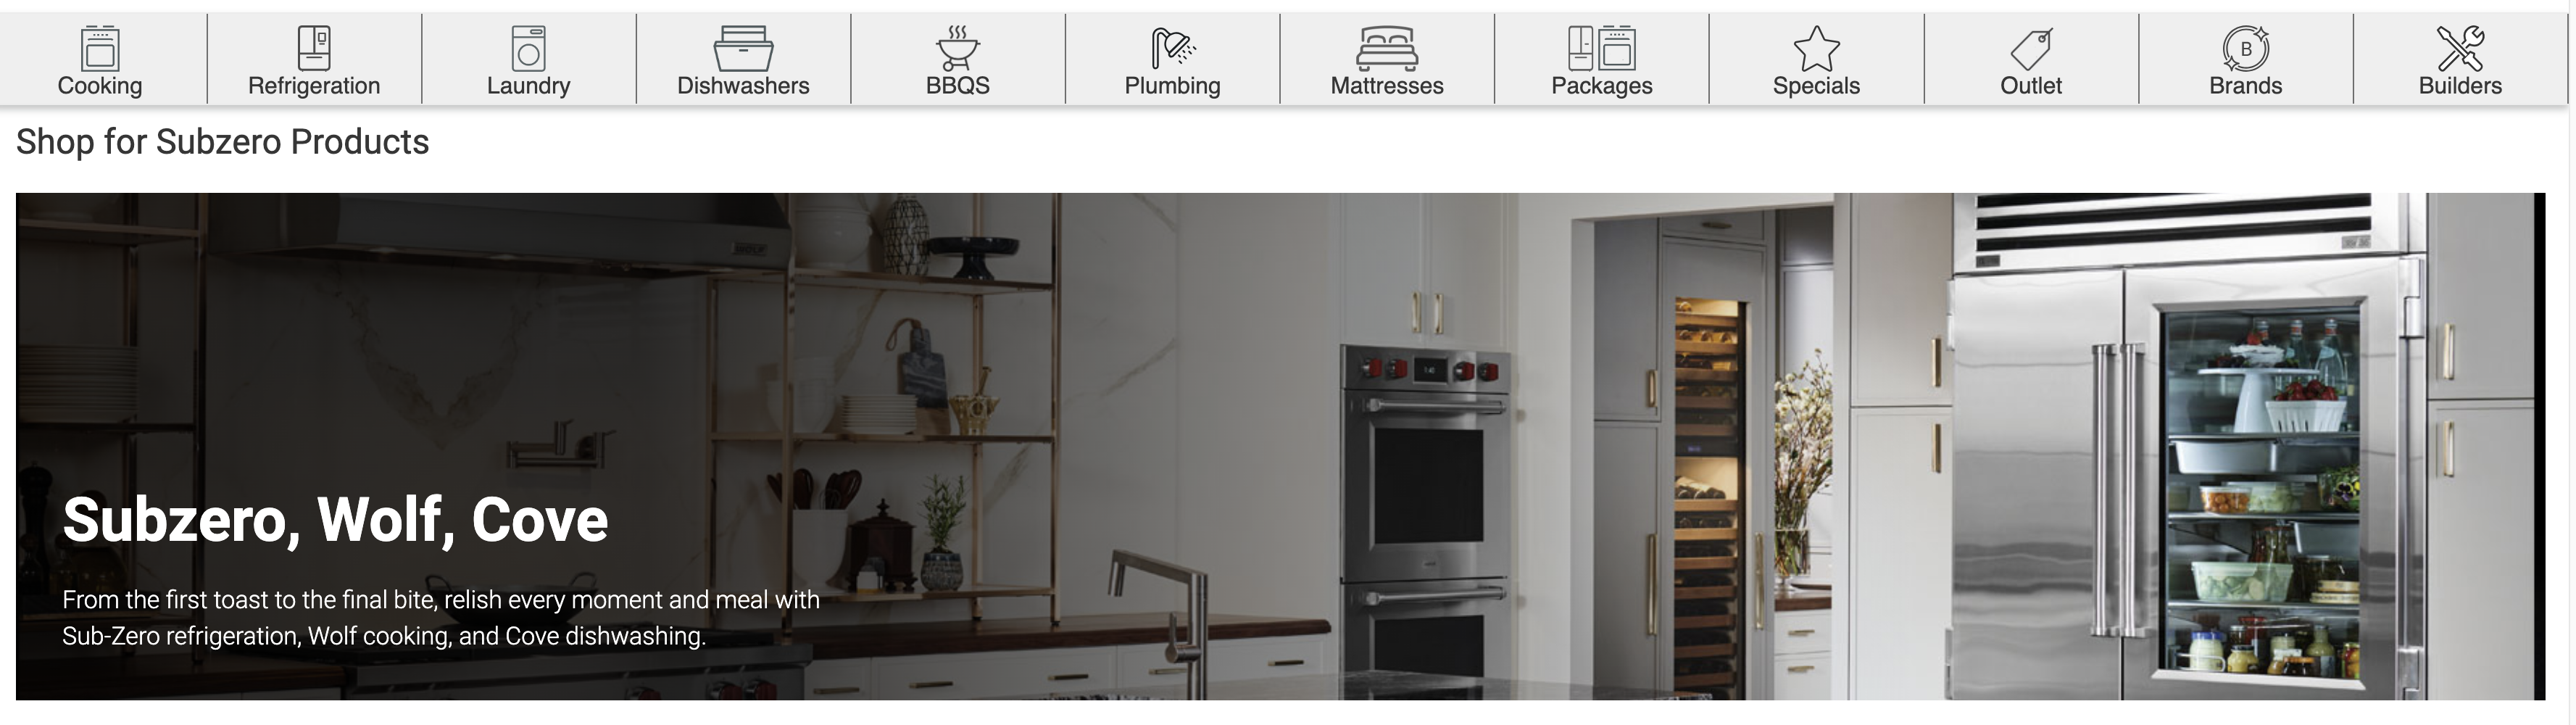 Cooking
Refrigeration
Laundry
Dishwashers
BBQS
Plumbing
Mattresses
Packages
Specials
Outlet
B
Brands
Builders
Shop for Subzero Products
WOLF
Subzero, Wolf, Cove
From the first toast to the final bite, relish every moment and meal with
Sub-Zero refrigeration, Wolf cooking, and Cove dishwashing.